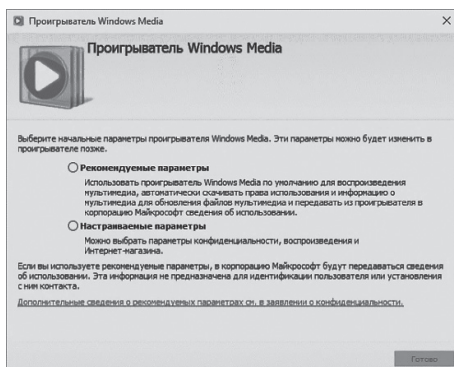 Проигрыватель Windows Media
Проигрыватель Windows Media
Выберите начальные параметры проигрывателя Windows Media. Эти параметры можно будет изменить в
проигрывателе позже.
Рекомендуемые параметры
Использовать проигрыватель Windows Media по умолчанию для воспроизведения
мультимедиа, автоматически скачивать права использования и информацию о
мультимедиа для обновления файлов мультимедиа и передавать из проигрывателя в
корпорацию Майкрософт сведения об использовании.
Настраиваемые параметры
Можно выбрать параметры конфиденциальности, воспроизведения и
Интернет-магазина.
Если вы используете рекомендуемые параметры, в корпорацию Майкрософт будут передаваться сведения
об использовании. Эта информация не предназначена для идентификации пользователя или установления
с ним контакта.
Дополнительные сведения о рекомендуемых параметрах см. в заявлении о конфиденциальности.
Готово